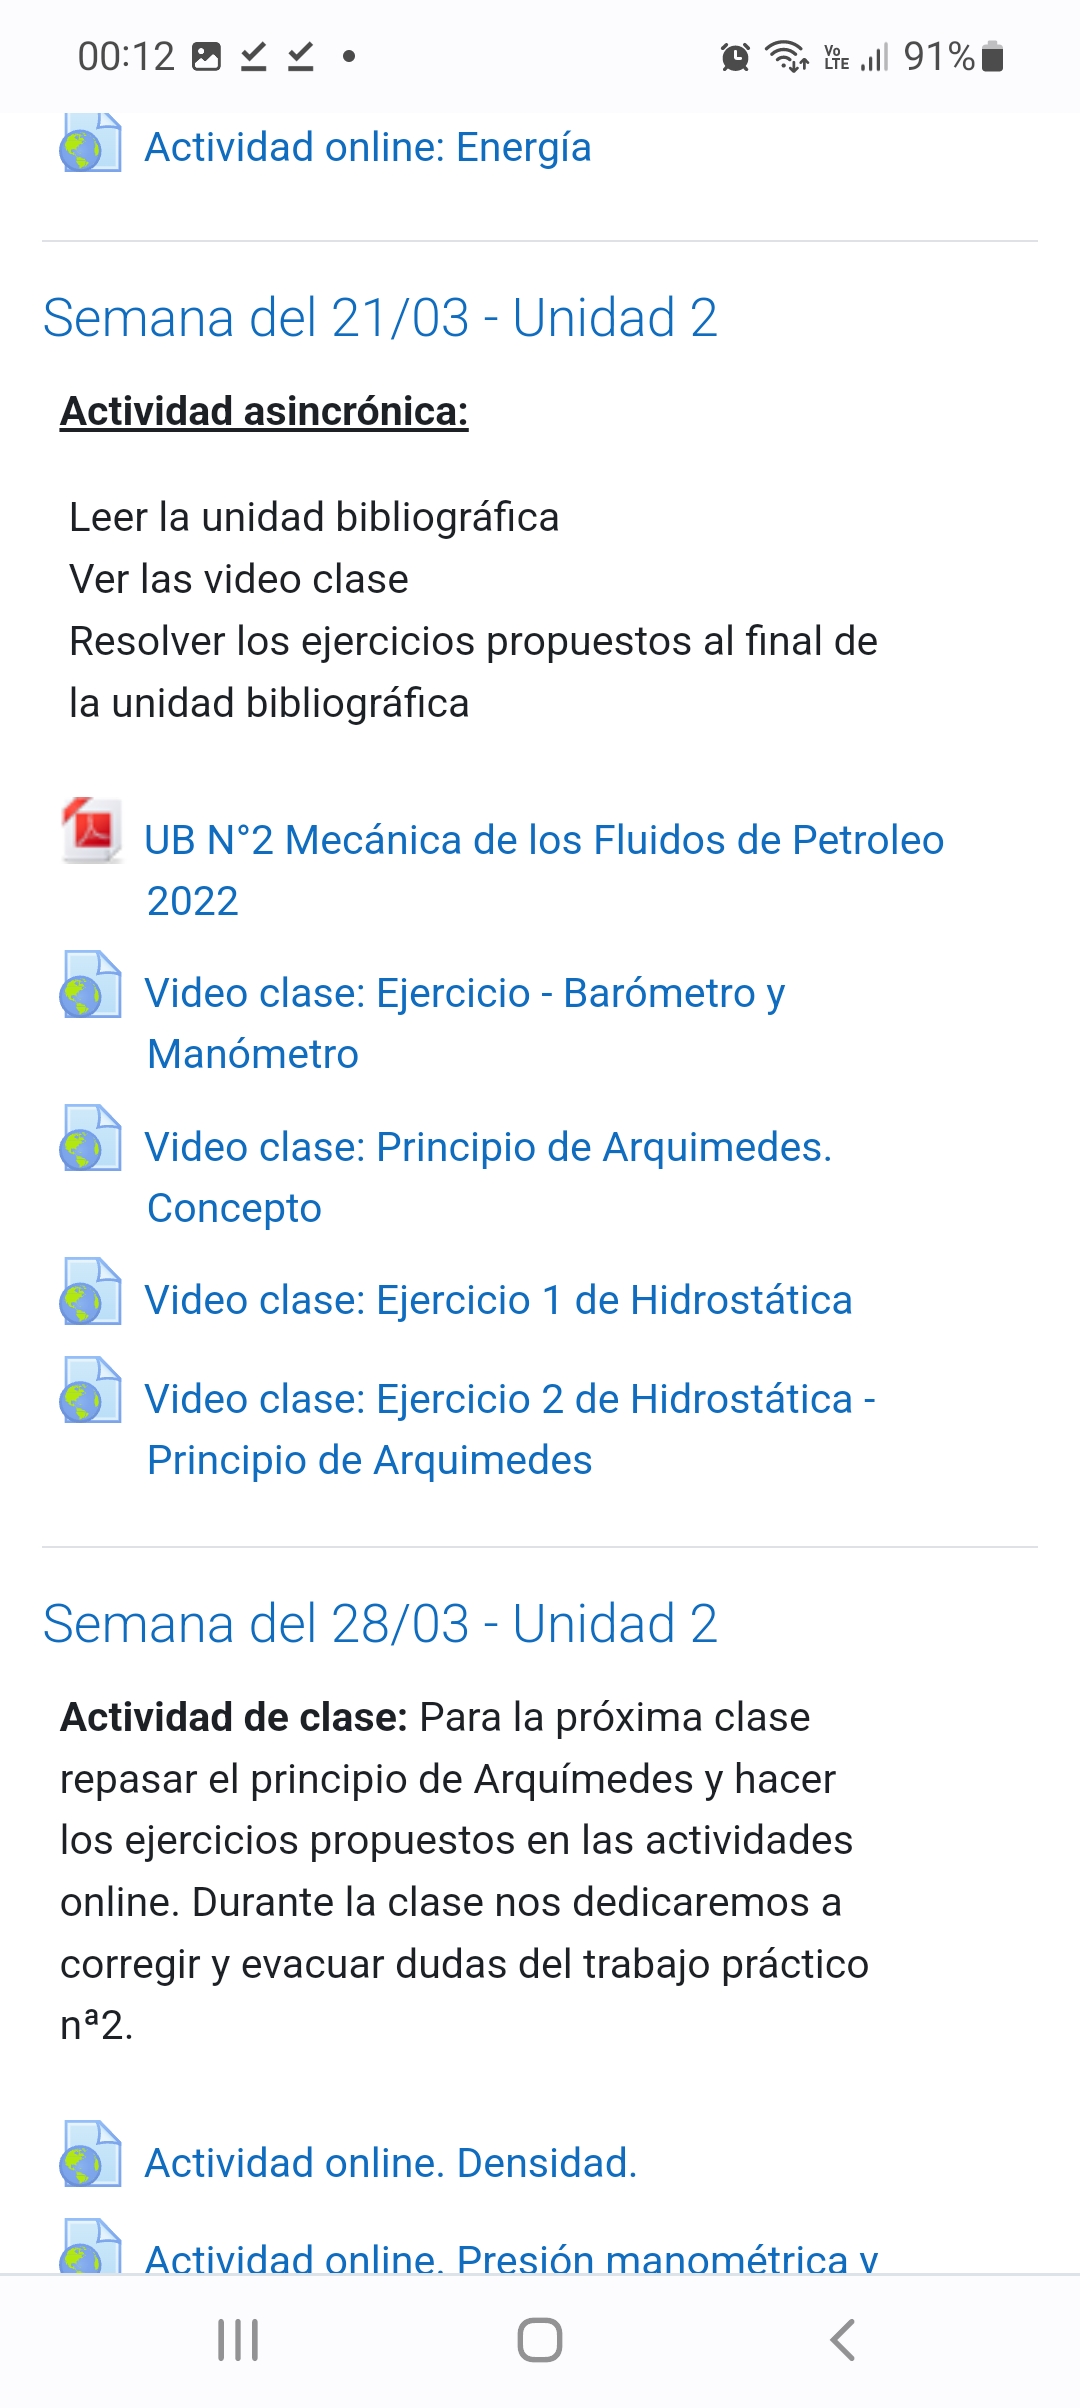 00:12
Vo LTE 91%
Actividad online: Energía
Semana del 21/03 - Unidad 2
Actividad asincrónica:
Leer la unidad bibliográfica
Ver las video clase
Resolver los ejercicios propuestos al final de
la unidad bibliográfica
UB N°2 Mecánica de los Fluidos de Petroleo
2022
Video clase: Ejercicio - Barómetro y
Manómetro
Video clase: Principio de Arquimedes.
Concepto
Video clase: Ejercicio 1 de Hidrostática
Video clase: Ejercicio 2 de Hidrostática -
Principio de Arquimedes
Semana del 28/03 - Unidad 2
Actividad de clase: Para la próxima clase
repasar el principio de Arquímedes y hacer
los ejercicios propuestos en las actividades
online. Durante la clase nos dedicaremos a
corregir y evacuar dudas del trabajo práctico
nª2.
Actividad online. Densidad.
Actividad online. Presión manométrica y